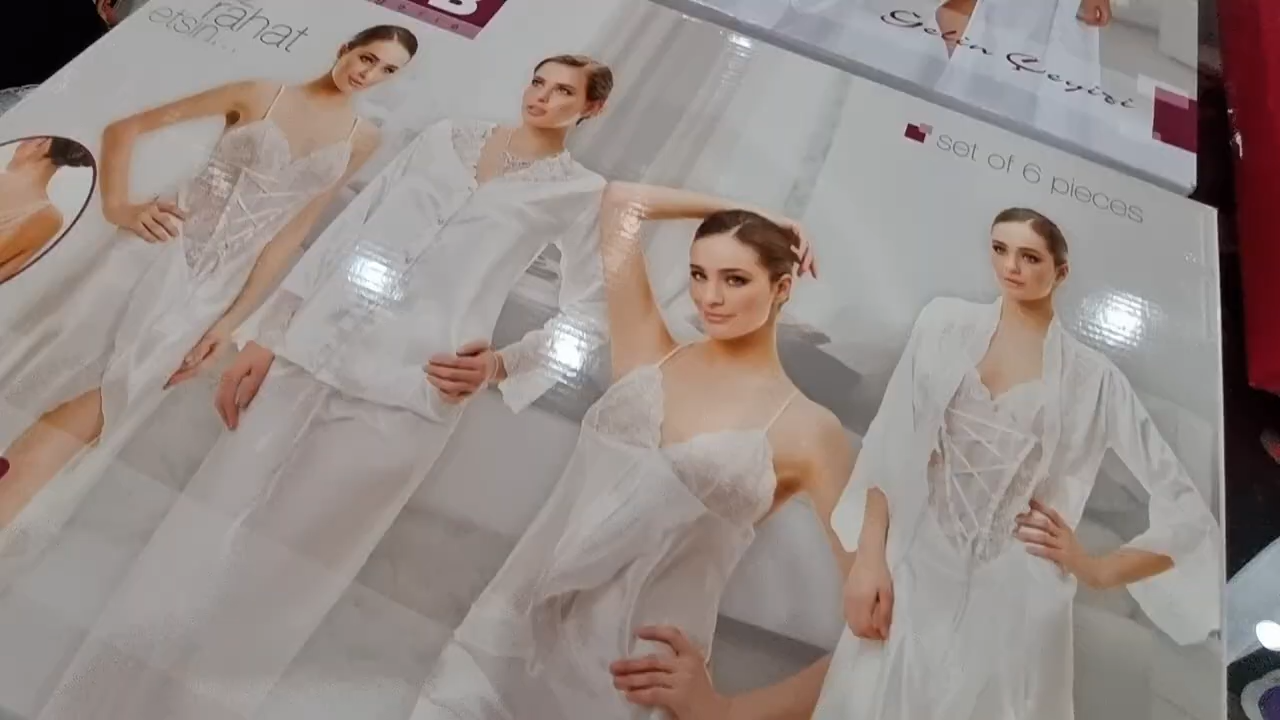 rahat
etsin...
B
Gelin Çeyizi
set of 6 pieces